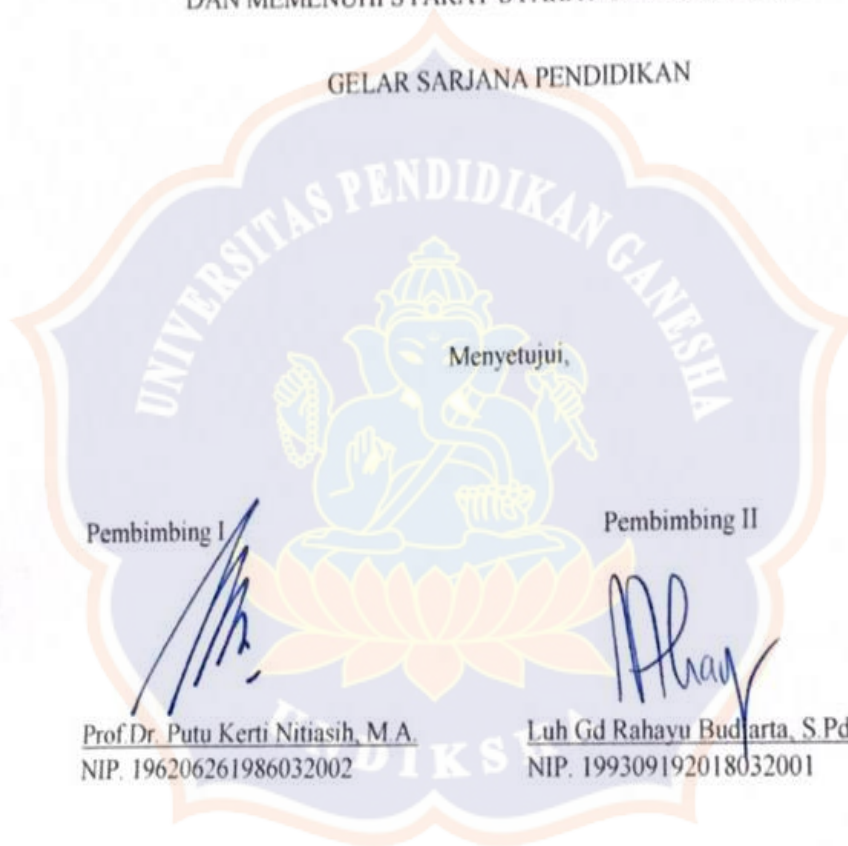 GELAR SARJANA PENDIDIKAN
UNIVERSITAS PENDIDIKAN GANESHA
Menyetujui,
Pembimbing I
Pembimbing II
Prof.Dr. Putu Kerti Nitiasih, M.A.
Luh Gd Rahayu Budiarta, S.Pd
NIP. 196206261986032002
NIP. 199309192018032001
UNDIKSHA